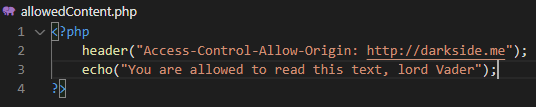 allowedContent.php
1 <?php
2 header("Access-Control-Allow-Origin: http://darkside.me");
3 echo("You are allowed to read this text, lord Vader");
4 ?>